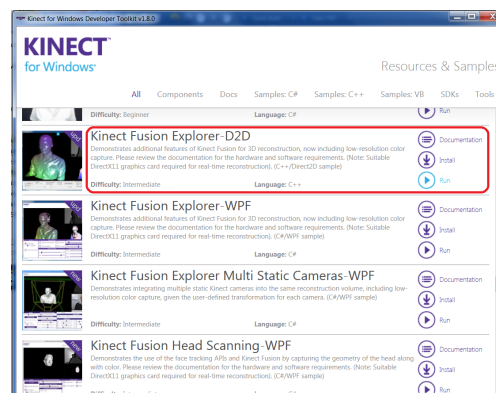 Kinect for Windows Developer Toolkit v1.8.0
KINECT™
for Windows®
Resources & Samples
All Components Docs Samples: C# Samples: C++ Samples: VB SDKs Tools
Difficulty: Beginner Language: C# Run
new
Kinect Fusion Explorer-D2D
Demonstrates additional features of Kinect Fusion for 3D reconstruction, now including low-resolution color
capture. Please review the documentation for the hardware and software requirements. (Note: Suitable
DirectX11 graphics card required for real-time reconstruction). (C++/Direct2D sample)
Difficulty: Intermediate Language: C++
Documentation
Install
Run
new
Kinect Fusion Explorer-WPF
Demonstrates additional features of Kinect Fusion for 3D reconstruction, now including low-resolution color
capture. Please review the documentation for the hardware and software requirements. (Note: Suitable
DirectX11 graphics card required for real-time reconstruction). (C#/WPF sample)
Difficulty: Intermediate Language: C#
Documentation
Install
Run
new
Kinect Fusion Explorer Multi Static Cameras-WPF
Demonstrates integrating multiple static Kinect cameras into the same reconstruction volume, including low-
resolution color capture, given the user-defined transformation for each camera. (C#/WPF sample)
Difficulty: Intermediate Language: C#
Documentation
Install
Run
new
Kinect Fusion Head Scanning-WPF
Demonstrates the use of the face tracking APIs and Kinect Fusion by capturing the geometry of the head along
with color. Please review the documentation for the hardware and software requirements. (Note: Suitable
DirectX11 graphics card required for real-time reconstruction). (C#/WPF sample)
Documentation
Install
Run